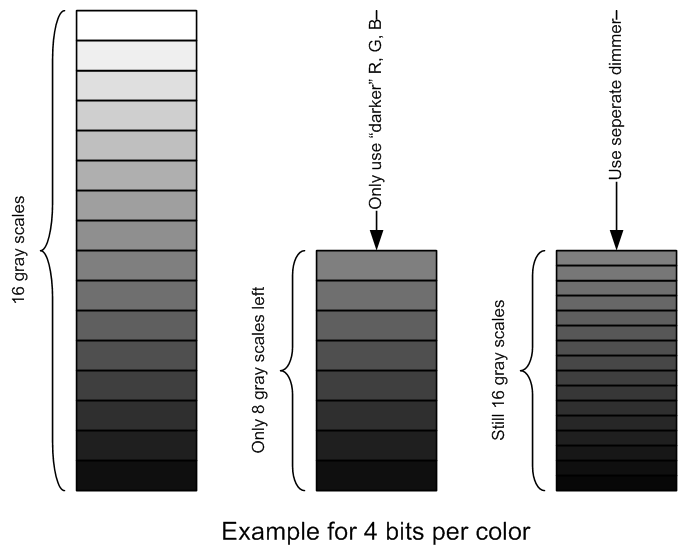 16 gray scales
Only use “darker” R, G, B
Only 8 gray scales left
Use seperate dimmer
Still 16 gray scales
Example for 4 bits per color